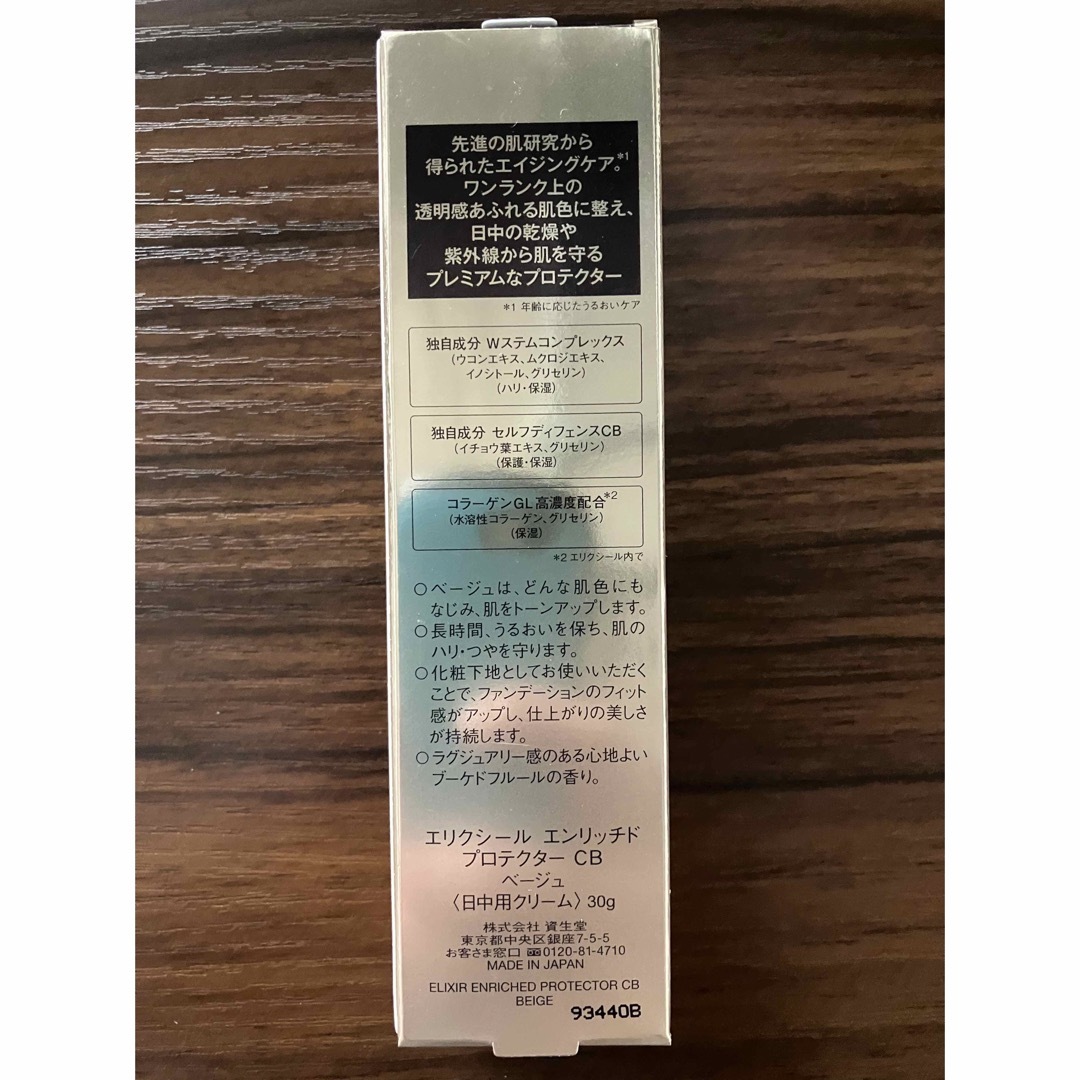 先進の肌研究から
得られたエイジングケア。*1
ワンランク上の
透明感あふれる肌色に整え、
日中の乾燥や
紫外線から肌を守る
プレミアムなプロテクター
*1 年齢に応じたうるおいケア
独自成分 Wステムコンプレックス
(ウコンエキス、ムクロジエキス、
イノシトール、グリセリン)
(ハリ・保湿)
独自成分 セルフディフェンスCB
(イチョウ葉エキス、グリセリン)
(保護・保湿)
コラーゲンGL高濃度配合*2
(水溶性コラーゲン、グリセリン)
(保湿)
*2 エリクシール内で
○ベージュは、どんな肌色にも
なじみ、肌をトーンアップします。
○長時間、うるおいを保ち、肌の
ハリ・つやを守ります。
○化粧下地としてお使いいただく
ことで、ファンデーションのフィット
感がアップし、仕上がりの美しさ
が持続します。
○ラグジュアリー感のある心地よい
ブーケドフルールの香り。
エリクシール エンリッチド
プロテクター CB
ベージュ
〈日中用クリーム〉30g
株式会社 資生堂
東京都中央区銀座7-5-5
お客さま窓口 0120-81-4710
MADE IN JAPAN
ELIXIR ENRICHED PROTECTOR CB
BEIGE
93440B